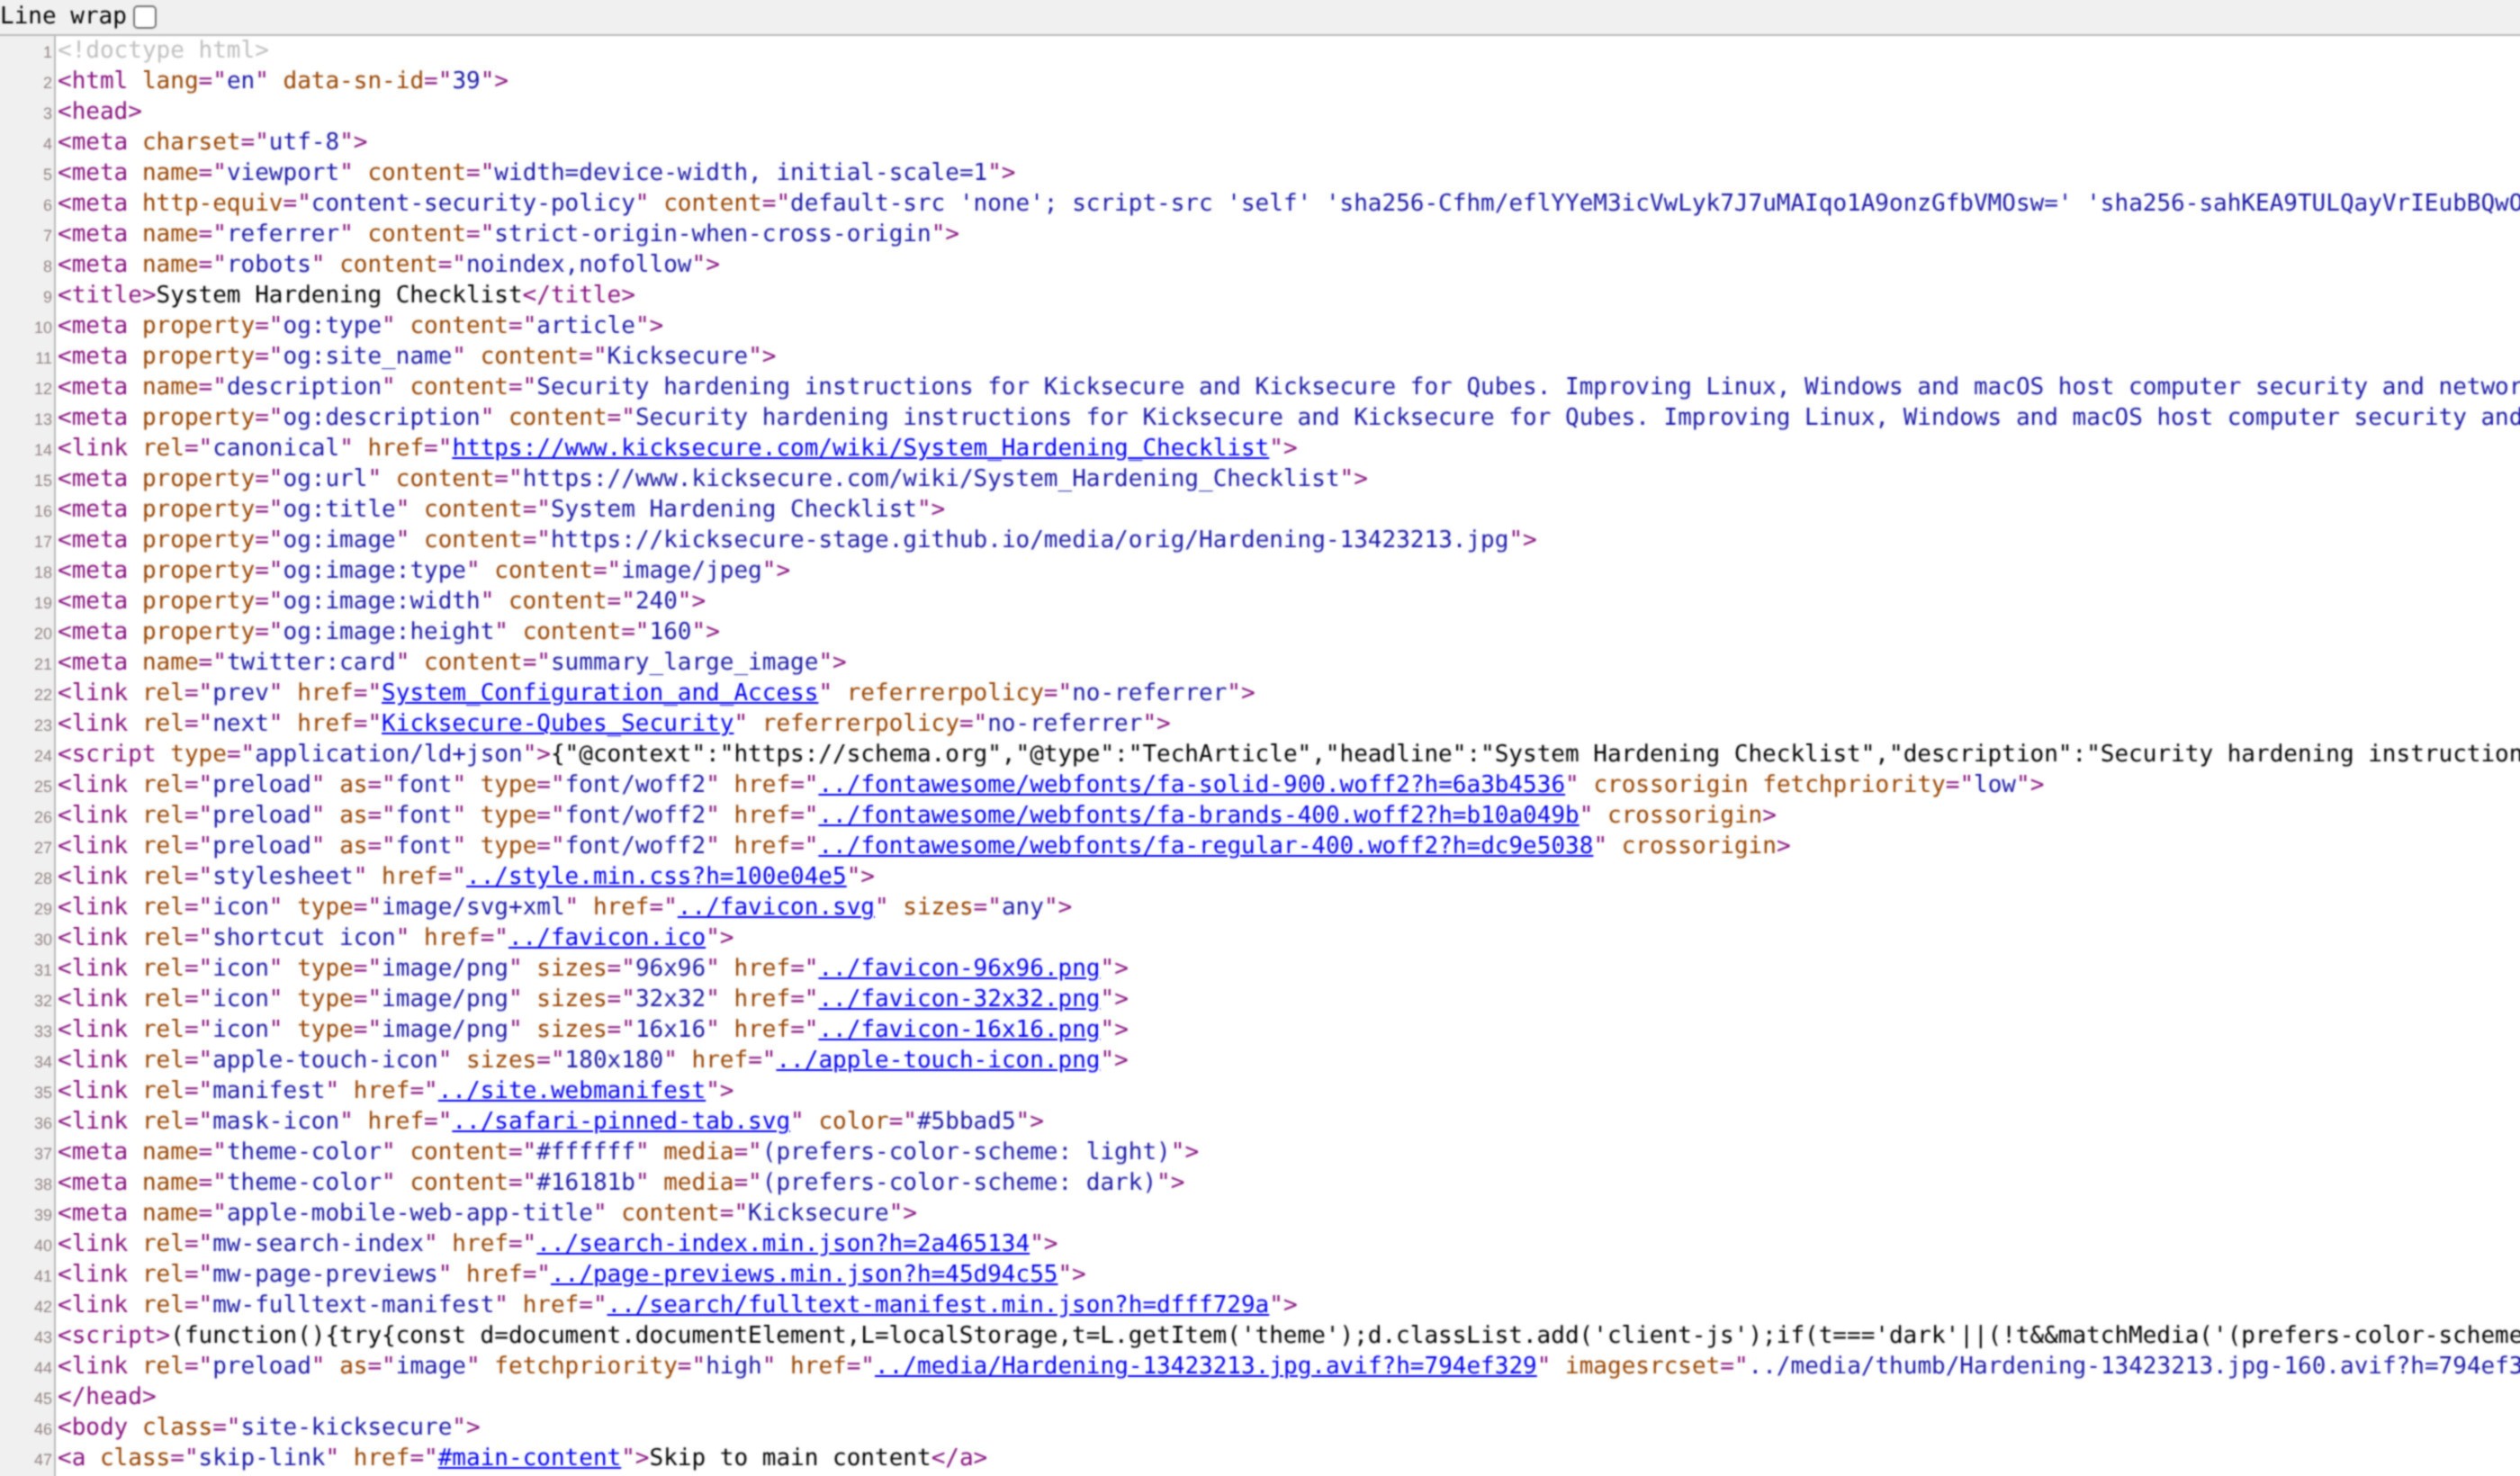 Line wrap
1 <!doctype html>
2 <html lang="en" data-sn-id="39">
3 <head>
4 <meta charset="utf-8">
5 <meta name="viewport" content="width=device-width, initial-scale=1">
6 <meta http-equiv="content-security-policy" content="default-src 'none'; script-src 'self' 'sha256-Cfhm/eflYYeM3icVwLyk7J7uMAIqo1A9onzGfbVMOsw=' 'sha256-sahKEA9TULQayVrIEubBQwO
7 <meta name="referrer" content="strict-origin-when-cross-origin">
8 <meta name="robots" content="noindex,nofollow">
9 <title>System Hardening Checklist</title>
10 <meta property="og:type" content="article">
11 <meta property="og:site_name" content="Kicksecure">
12 <meta name="description" content="Security hardening instructions for Kicksecure and Kicksecure for Qubes. Improving Linux, Windows and macOS host computer security and networ
13 <meta property="og:description" content="Security hardening instructions for Kicksecure and Kicksecure for Qubes. Improving Linux, Windows and macOS host computer security and
14 <link rel="canonical" href="https://www.kicksecure.com/wiki/System_Hardening_Checklist">
15 <meta property="og:url" content="https://www.kicksecure.com/wiki/System_Hardening_Checklist">
16 <meta property="og:title" content="System Hardening Checklist">
17 <meta property="og:image" content="https://kicksecure-stage.github.io/media/orig/Hardening-13423213.jpg">
18 <meta property="og:image:type" content="image/jpeg">
19 <meta property="og:image:width" content="240">
20 <meta property="og:image:height" content="160">
21 <meta name="twitter:card" content="summary_large_image">
22 <link rel="prev" href="System_Configuration_and_Access" referrerpolicy="no-referrer">
23 <link rel="next" href="Kicksecure-Qubes_Security" referrerpolicy="no-referrer">
24 <script type="application/ld+json">{"@context":"https://schema.org","@type":"TechArticle","headline":"System Hardening Checklist","description":"Security hardening instruction
25 <link rel="preload" as="font" type="font/woff2" href="../fontawesome/webfonts/fa-solid-900.woff2?h=6a3b4536" crossorigin fetchpriority="low">
26 <link rel="preload" as="font" type="font/woff2" href="../fontawesome/webfonts/fa-brands-400.woff2?h=b10a049b" crossorigin>
27 <link rel="preload" as="font" type="font/woff2" href="../fontawesome/webfonts/fa-regular-400.woff2?h=dc9e5038" crossorigin>
28 <link rel="stylesheet" href="../style.min.css?h=100e04e5">
29 <link rel="icon" type="image/svg+xml" href="../favicon.svg" sizes="any">
30 <link rel="shortcut icon" href="../favicon.ico">
31 <link rel="icon" type="image/png" sizes="96x96" href="../favicon-96x96.png">
32 <link rel="icon" type="image/png" sizes="32x32" href="../favicon-32x32.png">
33 <link rel="icon" type="image/png" sizes="16x16" href="../favicon-16x16.png">
34 <link rel="apple-touch-icon" sizes="180x180" href="../apple-touch-icon.png">
35 <link rel="manifest" href="../site.webmanifest">
36 <link rel="mask-icon" href="../safari-pinned-tab.svg" color="#5bbad5">
37 <meta name="theme-color" content="#ffffff" media="(prefers-color-scheme: light)">
38 <meta name="theme-color" content="#16181b" media="(prefers-color-scheme: dark)">
39 <meta name="apple-mobile-web-app-title" content="Kicksecure">
40 <link rel="mw-search-index" href="../search-index.min.json?h=2a465134">
41 <link rel="mw-page-previews" href="../page-previews.min.json?h=45d94c55">
42 <link rel="mw-fulltext-manifest" href="../search/fulltext-manifest.min.json?h=dfff729a">
43 <script>(function(){try{const d=document.documentElement,L=localStorage,t=L.getItem('theme');d.classList.add('client-js');if(t==='dark'||(!t&&matchMedia('(prefers-color-scheme
44 <link rel="preload" as="image" fetchpriority="high" href="../media/Hardening-13423213.jpg.avif?h=794ef329" imagesrcset="../media/thumb/Hardening-13423213.jpg-160.avif?h=794ef3
45 </head>
46 <body class="site-kicksecure">
47 <a class="skip-link" href="#main-content">Skip to main content</a>